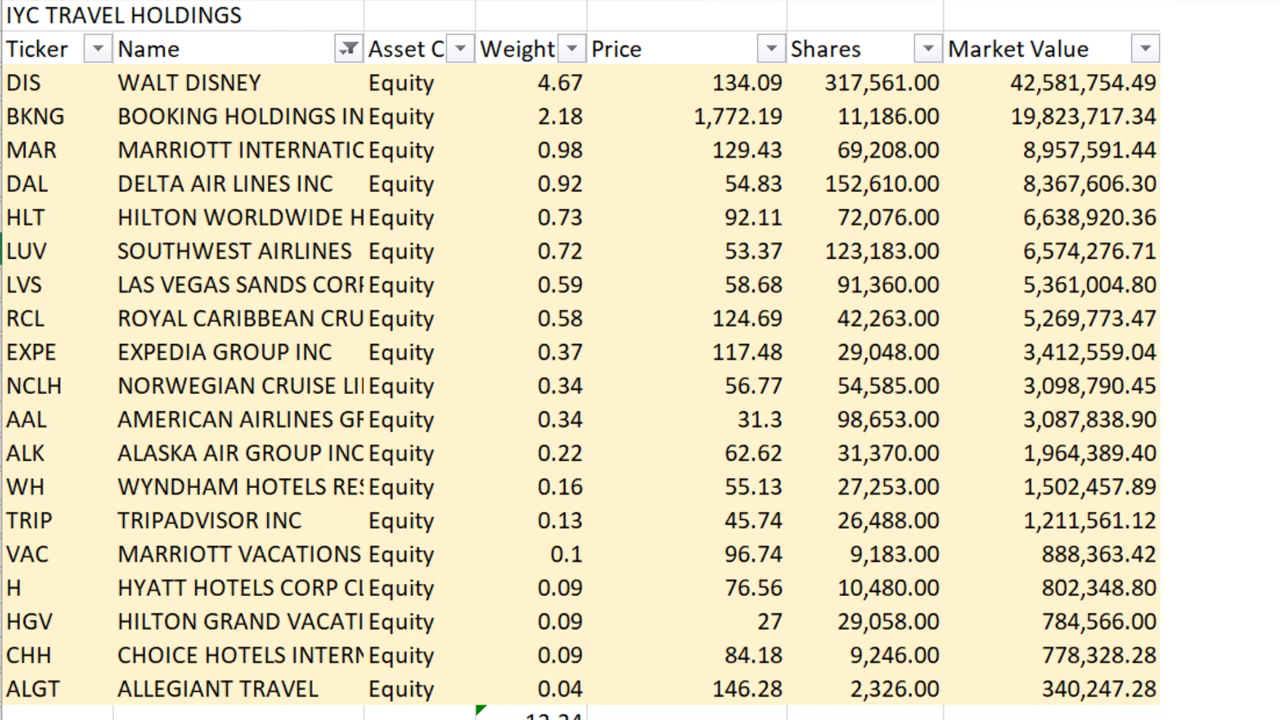 IYC TRAVEL HOLDINGS
Ticker Name Asset C Weight Price Shares Market Value
DIS WALT DISNEY Equity 4.67 134.09 317,561.00 42,581,754.49
BKNG BOOKING HOLDINGS IN Equity 2.18 1,772.19 11,186.00 19,823,717.34
MAR MARRIOTT INTERNATIC Equity 0.98 129.43 69,208.00 8,957,591.44
DAL DELTA AIR LINES INC Equity 0.92 54.83 152,610.00 8,367,606.30
HLT HILTON WORLDWIDE H Equity 0.73 92.11 72,076.00 6,638,920.36
LUV SOUTHWEST AIRLINES Equity 0.72 53.37 123,183.00 6,574,276.71
LVS LAS VEGAS SANDS CORP Equity 0.59 58.68 91,360.00 5,361,004.80
RCL ROYAL CARIBBEAN CRU Equity 0.58 124.69 42,263.00 5,269,773.47
EXPE EXPEDIA GROUP INC Equity 0.37 117.48 29,048.00 3,412,559.04
NCLH NORWEGIAN CRUISE LI Equity 0.34 56.77 54,585.00 3,098,790.45
AAL AMERICAN AIRLINES GR Equity 0.34 31.3 98,653.00 3,087,838.90
ALK ALASKA AIR GROUP INC Equity 0.22 62.62 31,370.00 1,964,389.40
WH WYNDHAM HOTELS RES Equity 0.16 55.13 27,253.00 1,502,457.89
TRIP TRIPADVISOR INC Equity 0.13 45.74 26,488.00 1,211,561.12
VAC MARRIOTT VACATIONS Equity 0.1 96.74 9,183.00 888,363.42
H HYATT HOTELS CORP CL Equity 0.09 76.56 10,480.00 802,348.80
HGV HILTON GRAND VACATI Equity 0.09 27 29,058.00 784,566.00
CHH CHOICE HOTELS INTERN Equity 0.09 84.18 9,246.00 778,328.28
ALGT ALLEGIANT TRAVEL Equity 0.04 146.28 2,326.00 340,247.28